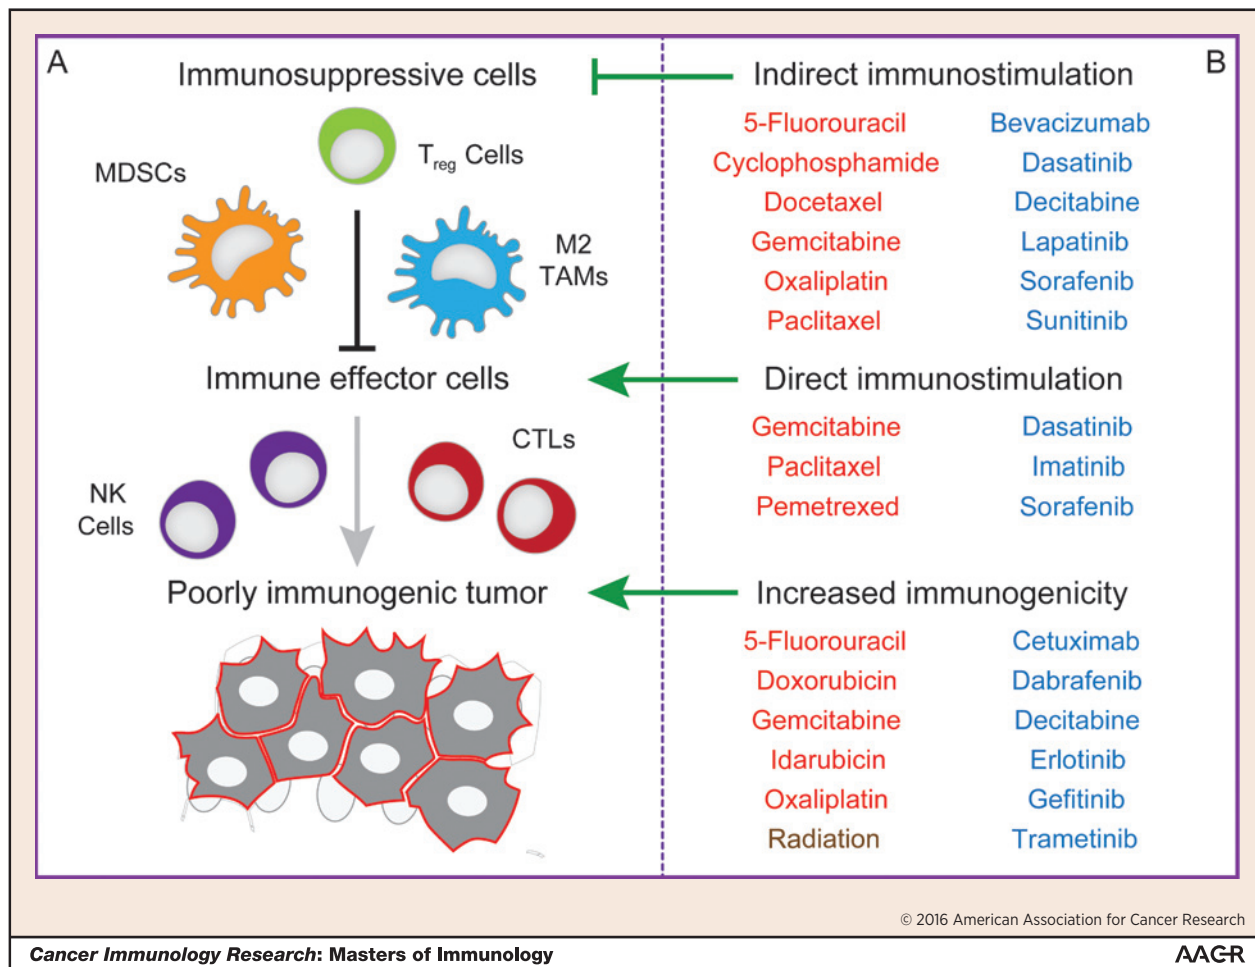 A
Immunosuppressive cells
MDSCs
Treg Cells
M2
TAMs
Immune effector cells
NK
Cells
CTLs
Poorly immunogenic tumor
B
Indirect immunostimulation
5-Fluorouracil Bevacizumab
Cyclophosphamide Dasatinib
Docetaxel Decitabine
Gemcitabine Lapatinib
Oxaliplatin Sorafenib
Paclitaxel Sunitinib
Direct immunostimulation
Gemcitabine Dasatinib
Paclitaxel Imatinib
Pemetrexed Sorafenib
Increased immunogenicity
5-Fluorouracil Cetuximab
Doxorubicin Dabrafenib
Gemcitabine Decitabine
Idarubicin Erlotinib
Oxaliplatin Gefitinib
Radiation Trametinib
© 2016 American Association for Cancer Research
Cancer Immunology Research: Masters of Immunology
AACR